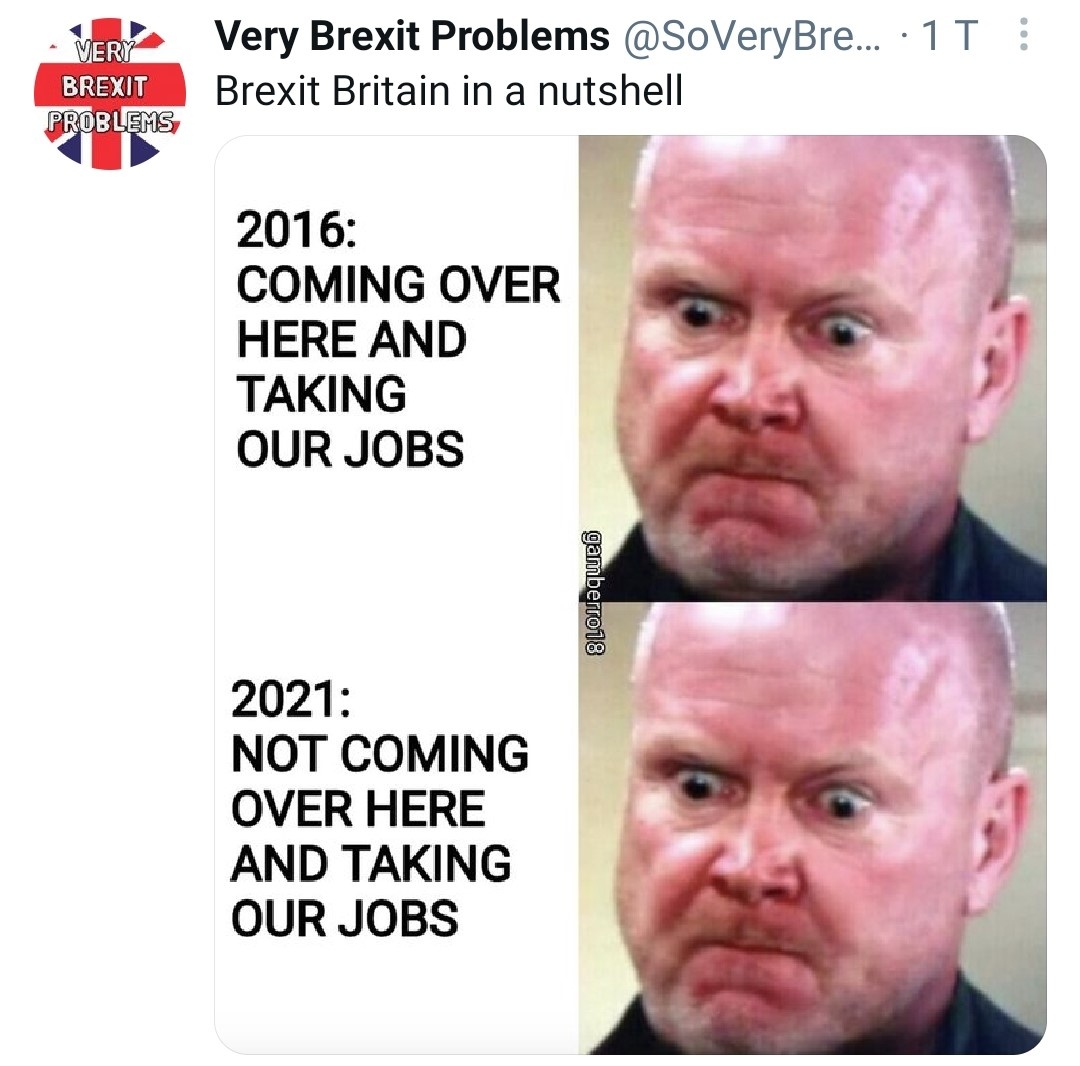 VERY
BREXIT
PROBLEMS
Very Brexit Problems @SoVeryBre... · 1 T
Brexit Britain in a nutshell
2016:
COMING OVER
HERE AND
TAKING
OUR JOBS
gamberro18
2021:
NOT COMING
OVER HERE
AND TAKING
OUR JOBS